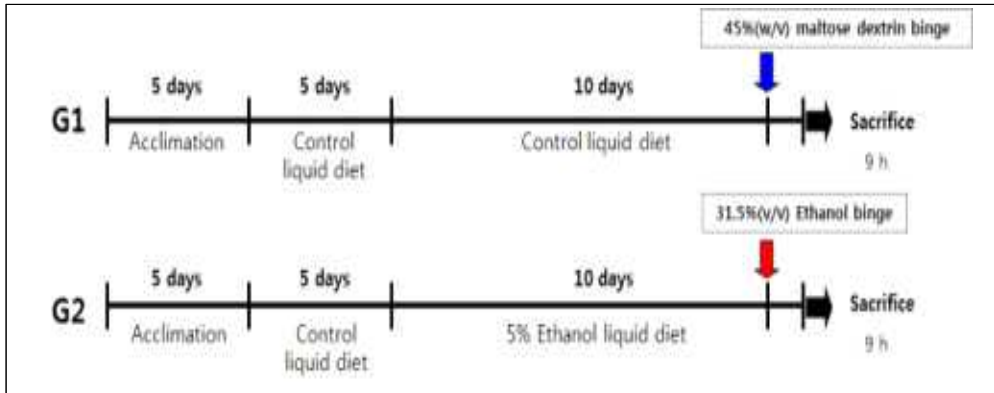 45%(w/v) maltose dextrin binge
5 days 5 days 10 days
G1 Sacrifice
Acclimation Control Control liquid diet
liquid diet 9 h
31.5%(v/v) Ethanol binge
5 days 5 days 10 days
G2 Sacrifice
Acclimation Control 5% Ethanol liquid diet
liquid diet 9 h